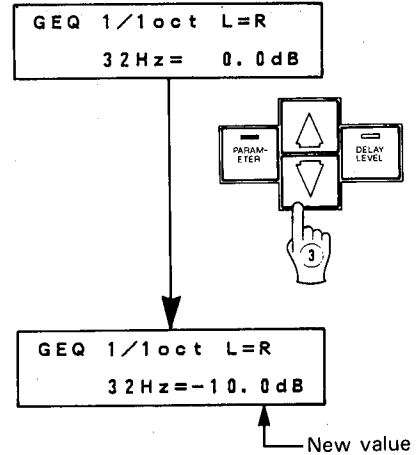 GEQ 1/1oct L=R
32Hz= 0.0dB
PARAM-
ETER
DELAY
LEVEL
3
GEQ 1/1oct L=R
32Hz=-10.0dB
New value